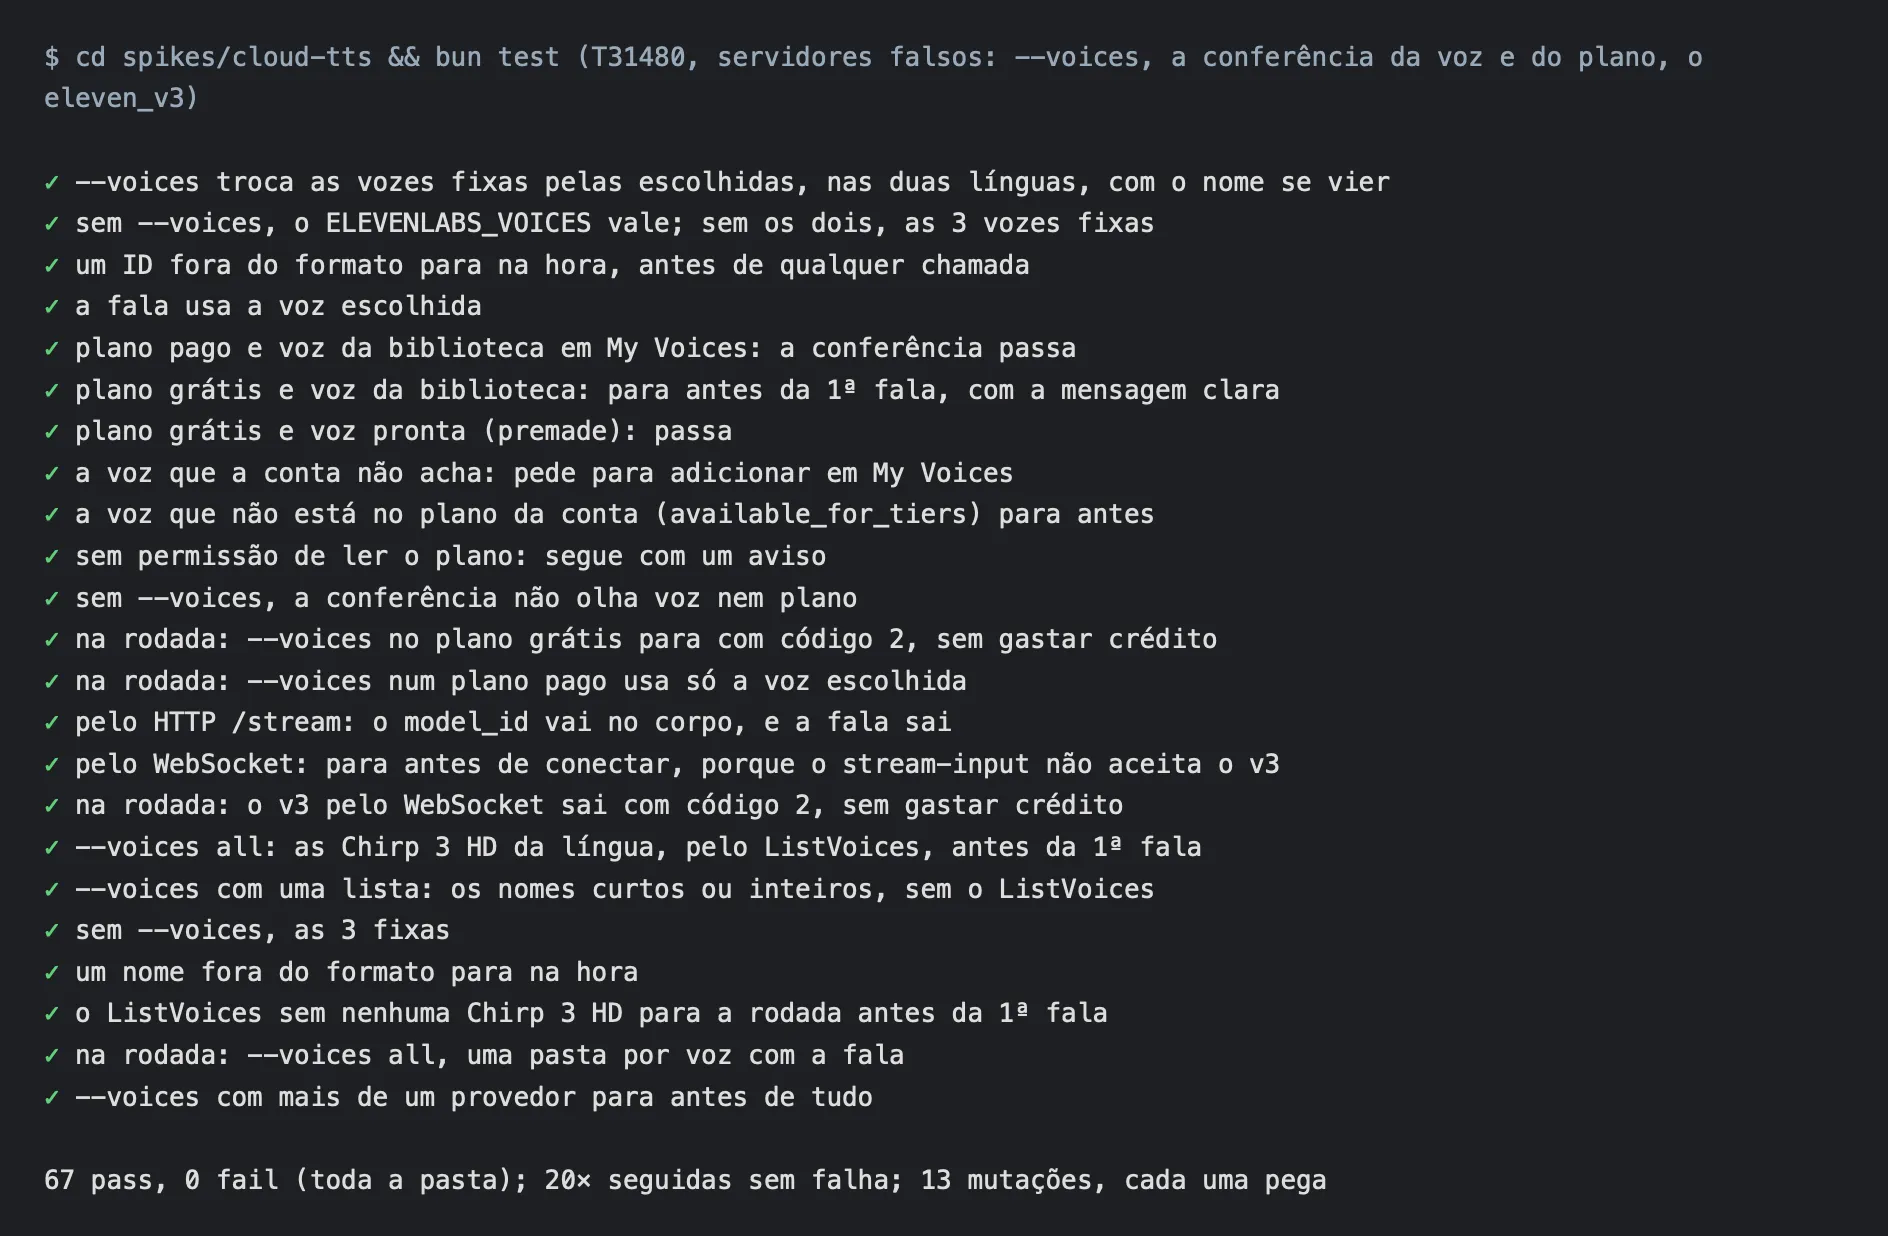 $ cd spikes/cloud-tts && bun test (T31480, servidores falsos: --voices, a conferência da voz e do plano, o
eleven_v3)
✓ --voices troca as vozes fixas pelas escolhidas, nas duas línguas, com o nome se vier
✓ sem --voices, o ELEVENLABS_VOICES vale; sem os dois, as 3 vozes fixas
✓ um ID fora do formato para na hora, antes de qualquer chamada
✓ a fala usa a voz escolhida
✓ plano pago e voz da biblioteca em My Voices: a conferência passa
✓ plano grátis e voz da biblioteca: para antes da 1ª fala, com a mensagem clara
✓ plano grátis e voz pronta (premade): passa
✓ a voz que a conta não acha: pede para adicionar em My Voices
✓ a voz que não está no plano da conta (available_for_tiers) para antes
✓ sem permissão de ler o plano: segue com um aviso
✓ sem --voices, a conferência não olha voz nem plano
✓ na rodada: --voices no plano grátis para com código 2, sem gastar crédito
✓ na rodada: --voices num plano pago usa só a voz escolhida
✓ pelo HTTP /stream: o model_id vai no corpo, e a fala sai
✓ pelo WebSocket: para antes de conectar, porque o stream-input não aceita o v3
✓ na rodada: o v3 pelo WebSocket sai com código 2, sem gastar crédito
✓ --voices all: as Chirp 3 HD da língua, pelo ListVoices, antes da 1ª fala
✓ --voices com uma lista: os nomes curtos ou inteiros, sem o ListVoices
✓ sem --voices, as 3 fixas
✓ um nome fora do formato para na hora
✓ o ListVoices sem nenhuma Chirp 3 HD para a rodada antes da 1ª fala
✓ na rodada: --voices all, uma pasta por voz com a fala
✓ --voices com mais de um provedor para antes de tudo
67 pass, 0 fail (toda a pasta); 20× seguidas sem falha; 13 mutações, cada uma pega